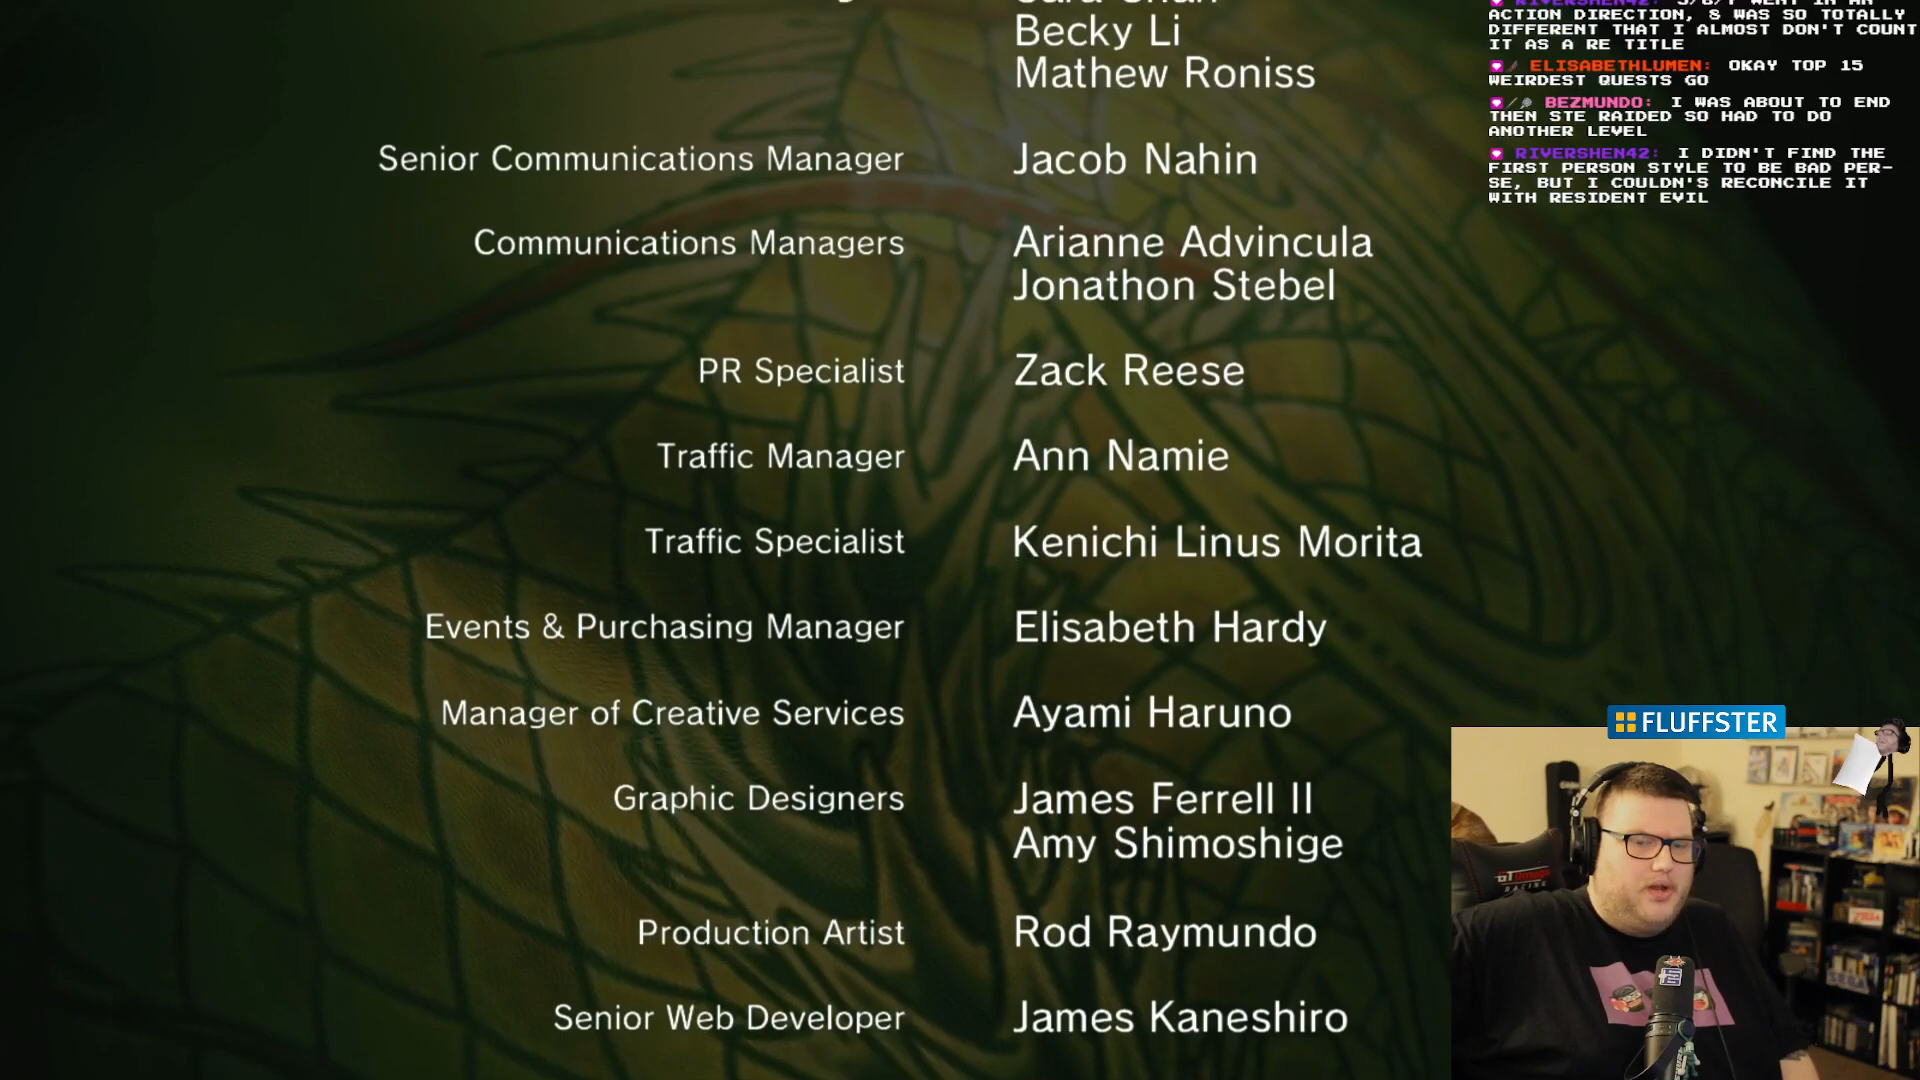 Becky Li
Mathew Roniss
Senior Communications Manager Jacob Nahin
Communications Managers Arianne Advincula
Jonathon Stebel
PR Specialist Zack Reese
Traffic Manager Ann Namie
Traffic Specialist Kenichi Linus Morita
Events & Purchasing Manager Elisabeth Hardy
Manager of Creative Services Ayami Haruno
Graphic Designers James Ferrell II
Amy Shimoshige
Production Artist Rod Raymundo
Senior Web Developer James Kaneshiro
ACTION DIRECTION, 8 WAS SO TOTALLY
DIFFERENT THAT I ALMOST DON'T COUNT
IT AS A RE TITLE
ELISABETHLUMEN: OKAY TOP 15
WEIRDEST QUESTS GO
BEZMUNDO: I WAS ABOUT TO END
THEN STE RAIDED SO HAD TO DO
ANOTHER LEVEL
RIVERSHEN42: I DIDN'T FIND THE
FIRST PERSON STYLE TO BE BAD PER-
SE, BUT I COULDN'S RECONCILE IT
WITH RESIDENT EVIL
FLUFFSTER
GT Omega
RACING